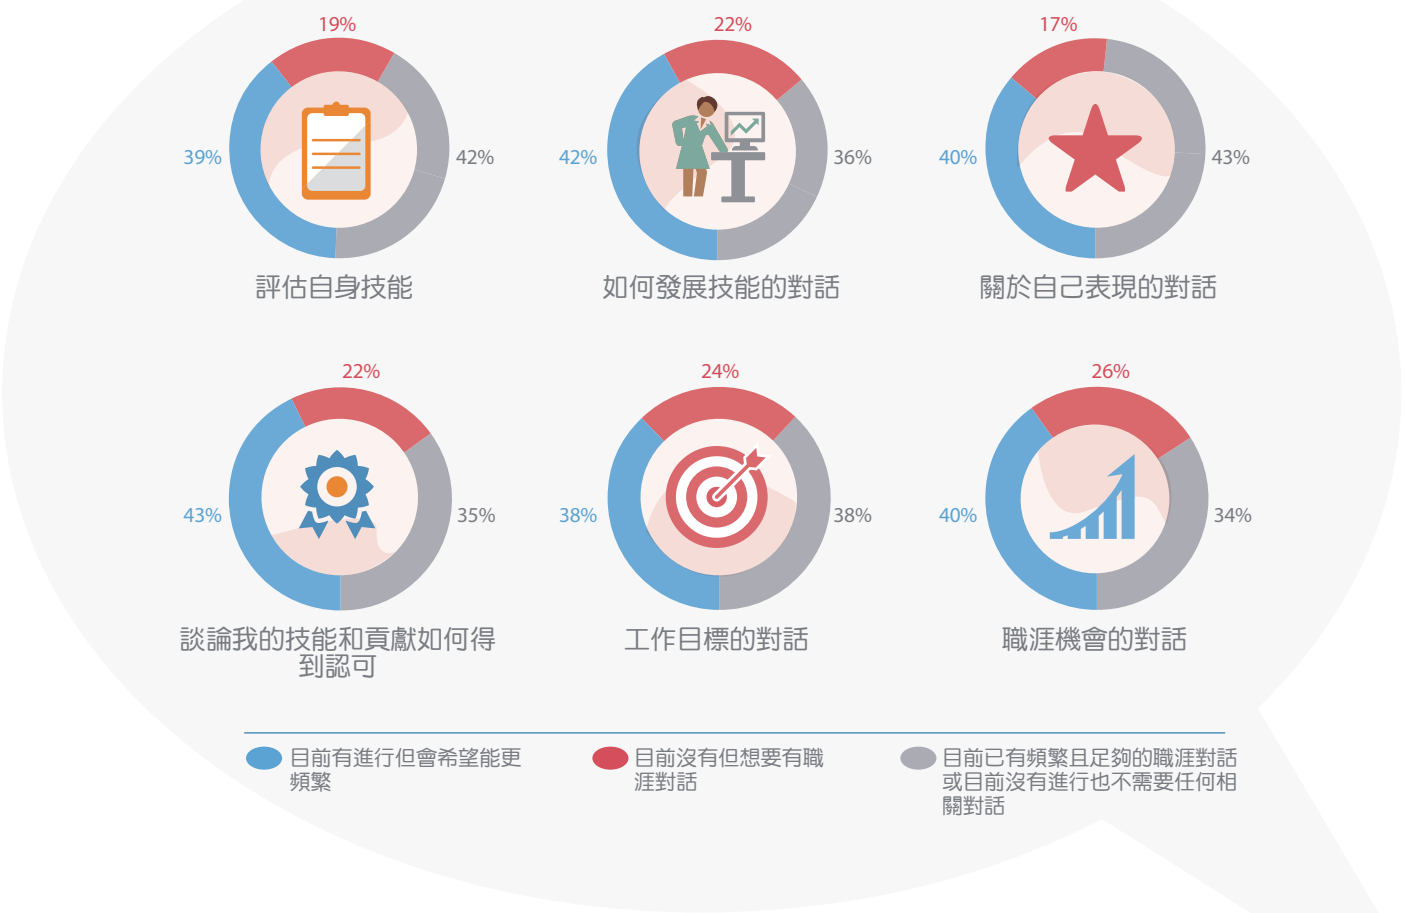 19%
22%
17%
39%
42%
42%
36%
40%
43%
評估自身技能
如何發展技能的對話
關於自己表現的對話
22%
24%
26%
43%
35%
38%
38%
40%
34%
談論我的技能和貢獻如何得
到認可
工作目標的對話
職涯機會的對話
目前有進行但會希望能更
頻繁
目前沒有但想要有職
涯對話
目前已有頻繁且足夠的職涯對話
或目前沒有進行也不需要任何相
關對話